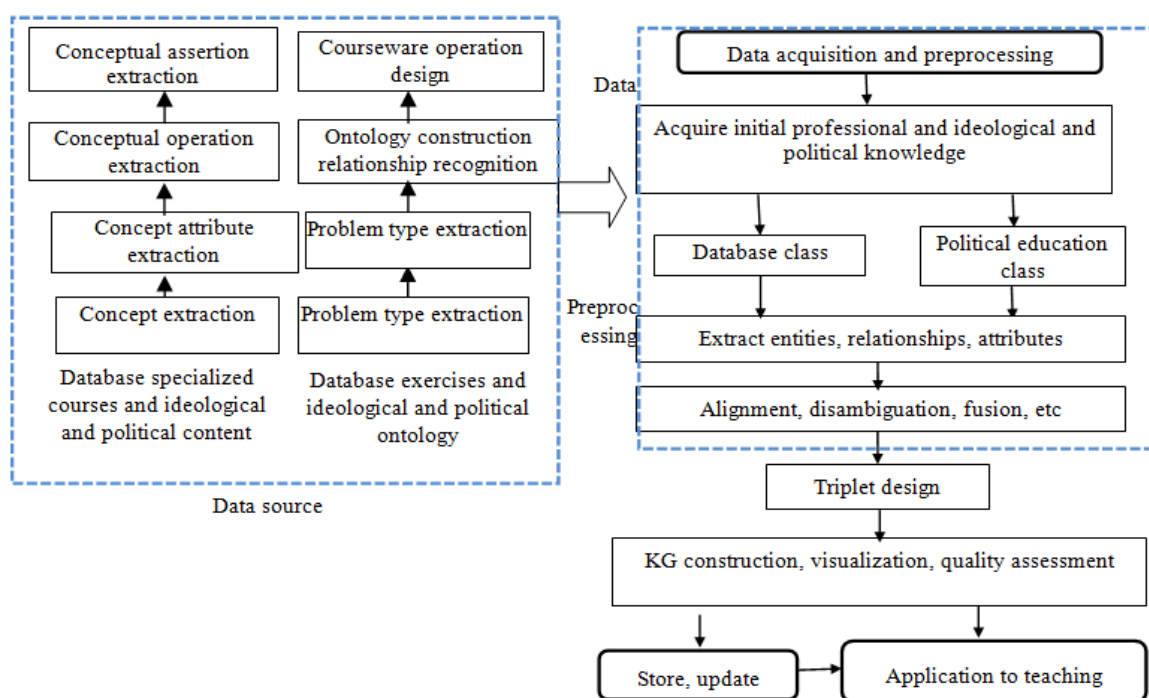 Conceptual assertion
extraction
Conceptual operation
extraction
Concept attribute
extraction
Concept extraction
Database specialized
courses and ideological
and political content
Courseware operation
design
Ontology construction
relationship recognition
Problem type extraction
Problem type extraction
Database exercises and
ideological and political
ontology
Data source
Data acquisition and preprocessing
Data
Acquire initial professional and ideological and
political knowledge
Database class
Political education
class
Preproc
essing
Extract entities, relationships, attributes
Alignment, disambiguation, fusion, etc
Triplet design
KG construction, visualization, quality assessment
Store, update
Application to teaching